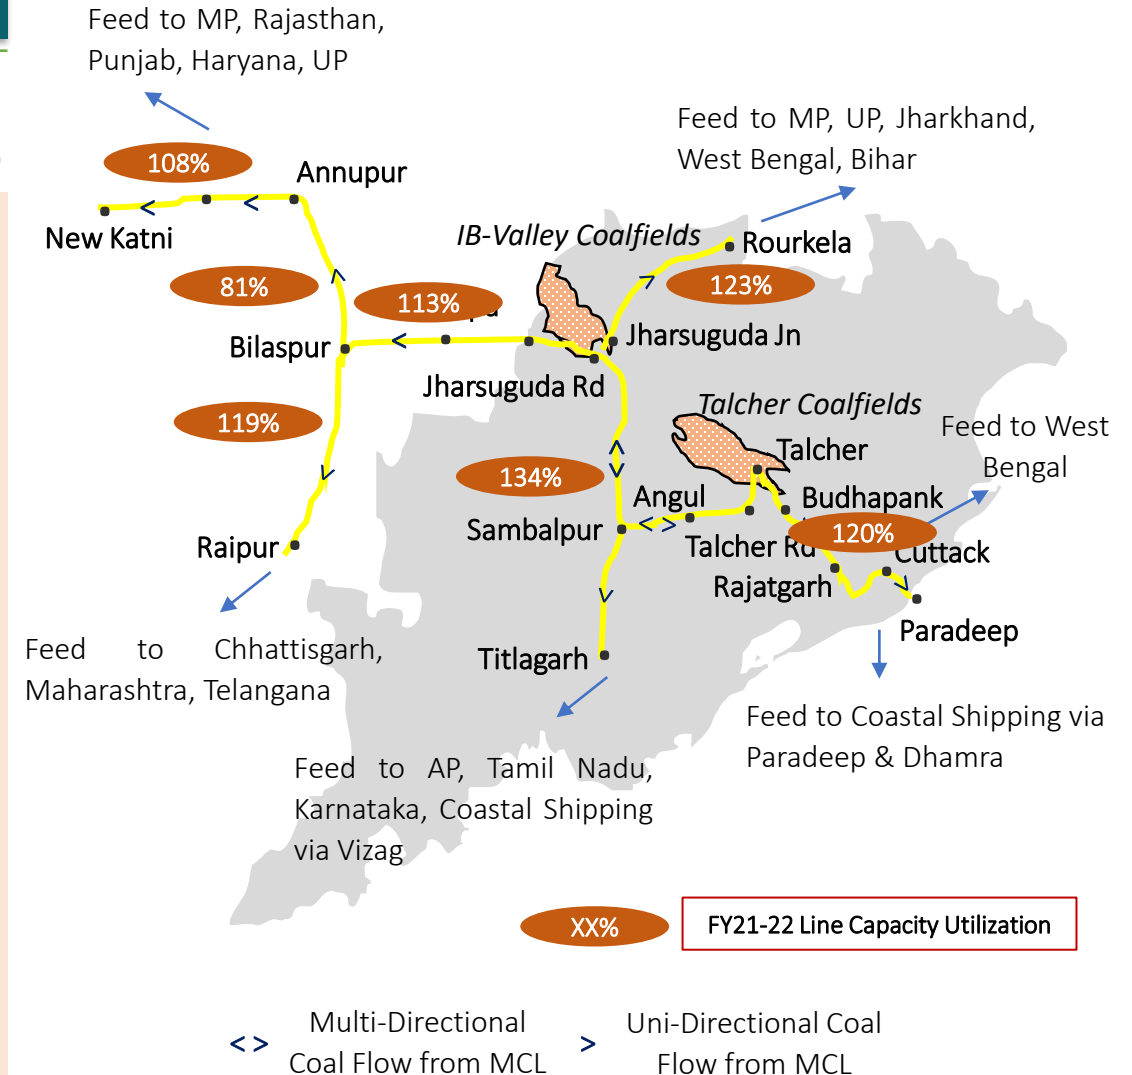 Feed to MP, Rajasthan,
Punjab, Haryana, UP
Feed to MP, UP, Jharkhand,
West Bengal, Bihar
108%
Annupur
New Katni
IB-Valley Coalfields
Rourkela
81%
113%
123%
Bilaspur
Jharsuguda Jn
Jharsuguda Rd
119%
Talcher Coalfields
Feed to West
Bengal
Talcher
134%
Angul
Budhapank
Sambalpur
120%
Raipur
Talcher Rd
Cuttack
Rajatgarh
Paradeep
Feed to Chhattisgarh,
Maharashtra, Telangana
Titlagarh
Feed to Coastal Shipping via
Paradeep & Dhamra
Feed to AP, Tamil Nadu,
Karnataka, Coastal Shipping
via Vizag
XX%
FY21-22 Line Capacity Utilization
< >
Multi-Directional
Coal Flow from MCL
>
Uni-Directional Coal
Flow from MCL